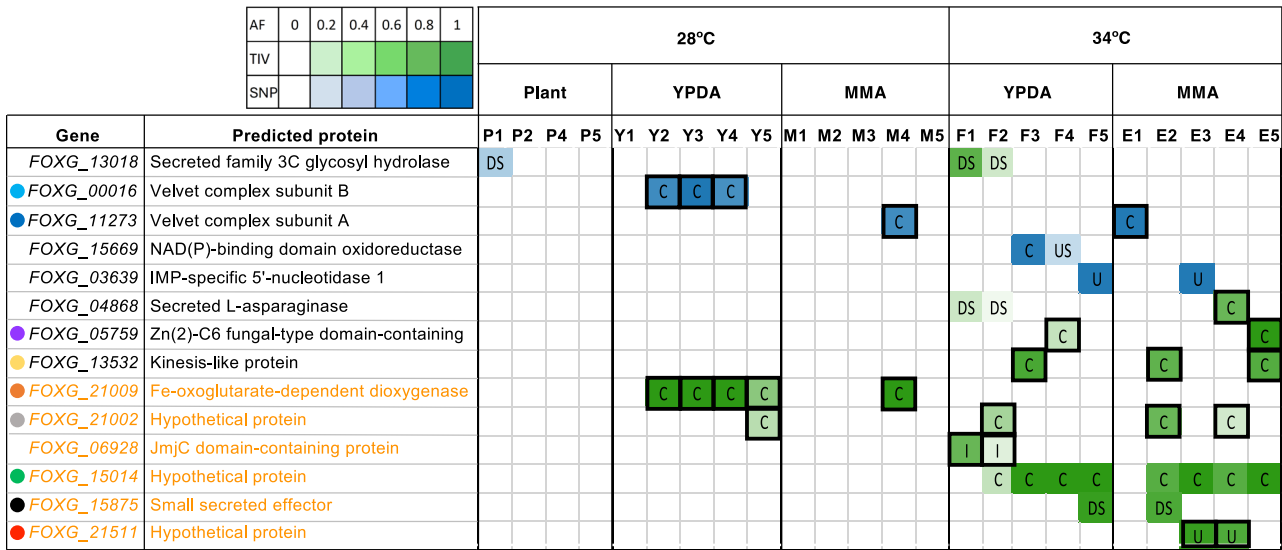 AF 0 0.2 0.4 0.6 0.8 1
TIV
SNP
28ºC 34ºC
Plant YPDA MMA YPDA MMA
Gene Predicted protein P1 P2 P4 P5 Y1 Y2 Y3 Y4 Y5 M1 M2 M3 M4 M5 F1 F2 F3 F4 F5 E1 E2 E3 E4 E5
FOXG_13018 Secreted family 3C glycosyl hydrolase DS DS DS
FOXG_00016 Velvet complex subunit B C C C
FOXG_11273 Velvet complex subunit A C C
FOXG_15669 NAD(P)-binding domain oxidoreductase C US
FOXG_03639 IMP-specific 5'-nucleotidase 1 U U
FOXG_04868 Secreted L-asparaginase DS DS C
FOXG_05759 Zn(2)-C6 fungal-type domain-containing C C
FOXG_13532 Kinesis-like protein C C C
FOXG_21009 Fe-oxoglutarate-dependent dioxygenase C C C C C
FOXG_21002 Hypothetical protein C C C C
FOXG_06928 JmjC domain-containing protein I I
FOXG_15014 Hypothetical protein C C C C C C C C
FOXG_15875 Small secreted effector DS DS
FOXG_21511 Hypothetical protein U U